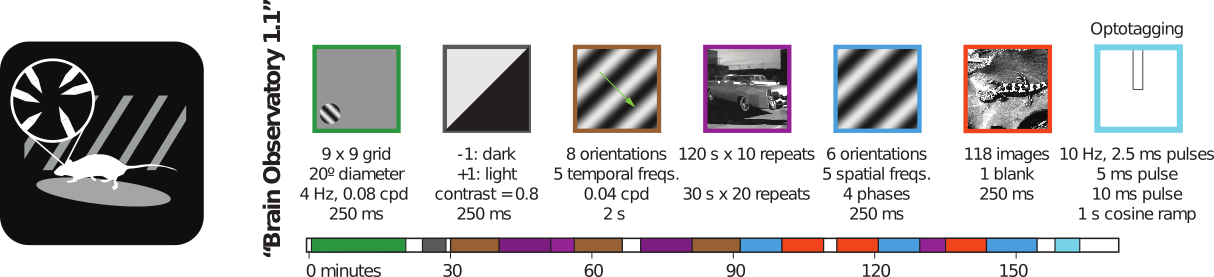 “Brain Observatory 1.1”
Optotagging
9 x 9 grid
20º diameter
4 Hz, 0.08 cpd
250 ms
-1: dark
+1: light
contrast = 0.8
250 ms
8 orientations
5 temporal freqs.
0.04 cpd
2 s
120 s x 10 repeats
30 s x 20 repeats
6 orientations
5 spatial freqs.
4 phases
250 ms
118 images
1 blank
250 ms
10 Hz, 2.5 ms pulses
5 ms pulse
10 ms pulse
1 s cosine ramp
0 minutes 30 60 90 120 150